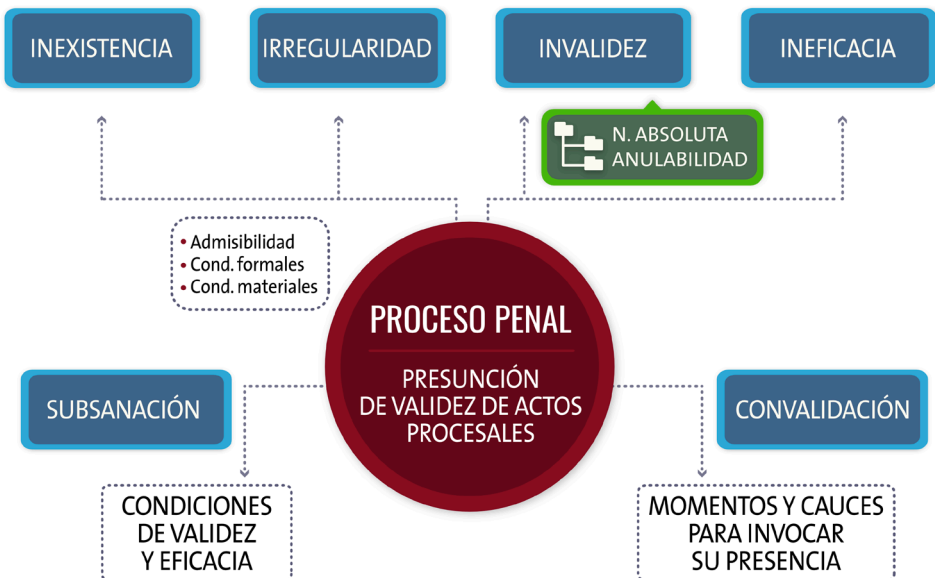 INEXISTENCIA
IRREGULARIDAD
INVALIDEZ
INEFICACIA
N. ABSOLUTA
ANULABILIDAD
• Admisibilidad
• Cond. formales
• Cond. materiales
PROCESO PENAL
PRESUNCIÓN
DE VALIDEZ DE ACTOS
PROCESALES
SUBSANACIÓN
CONVALIDACIÓN
CONDICIONES
DE VALIDEZ
Y EFICACIA
MOMENTOS Y CAUCES
PARA INVOCAR
SU PRESENCIA